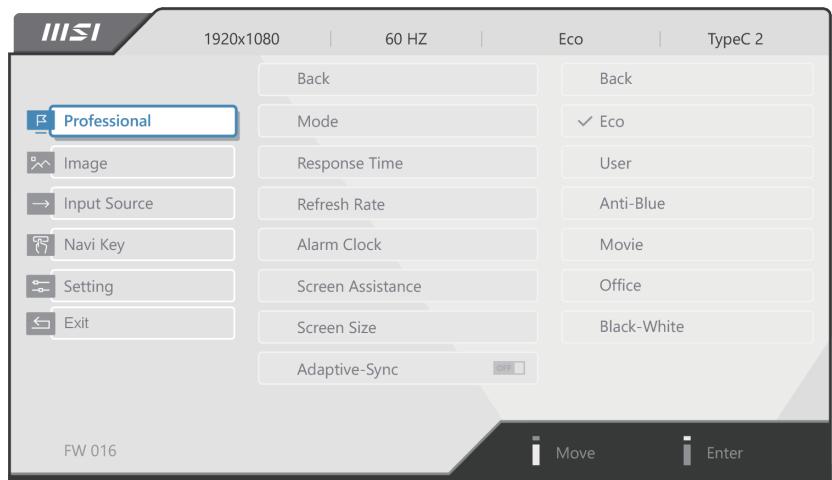 MSI 1920x1080 60 HZ Eco TypeC 2
Back Back
Professional Mode Eco
Image Response Time User
Input Source Refresh Rate Anti-Blue
Navi Key Alarm Clock Movie
Setting Screen Assistance Office
Exit Screen Size Black-White
Adaptive-Sync OFF
FW 016 Move Enter